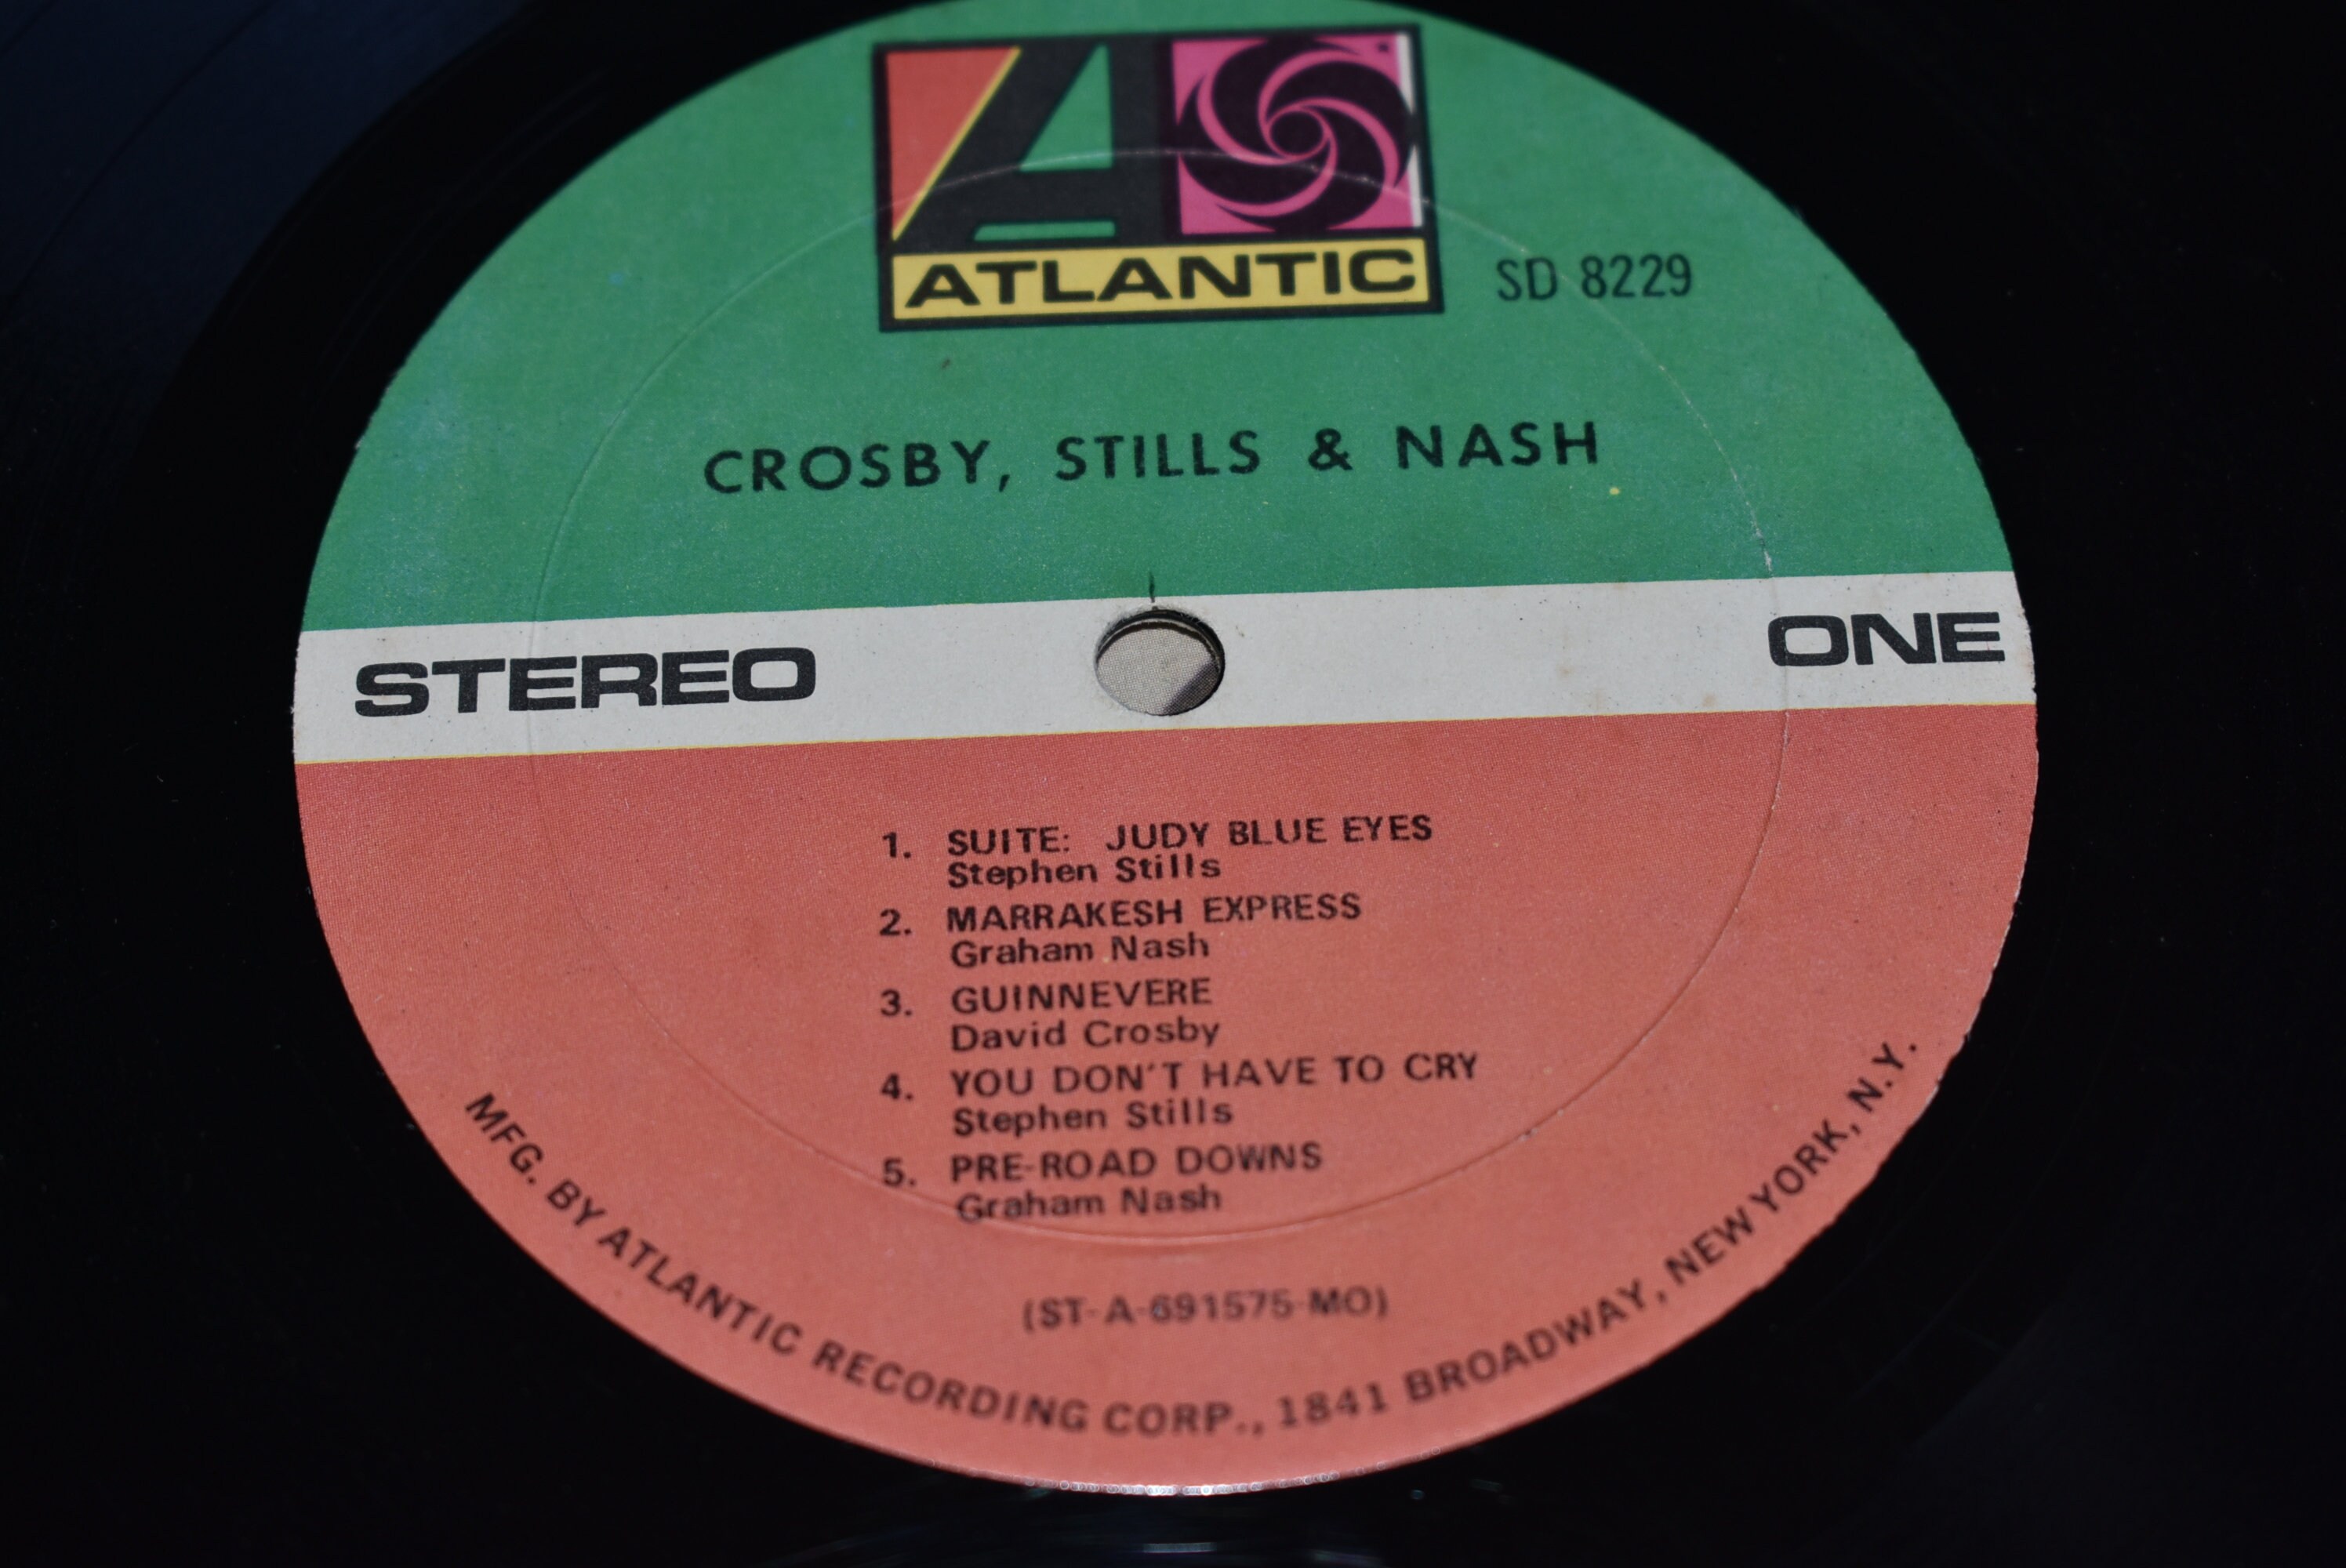 ATLANTIC
SD 8229
CROSBY, STILLS & NASH
STEREO
ONE
1. SUITE: JUDY BLUE EYES
Stephen Stills
2. MARRAKESH EXPRESS
Graham Nash
3. GUINNEVERE
David Crosby
4. YOU DON'T HAVE TO CRY
Stephen Stills
5. PRE-ROAD DOWNS
Graham Nash
(ST-A-691575-MO)
MFG. BY ATLANTIC RECORDING CORP., 1841 BROADWAY, NEW YORK, N.Y.